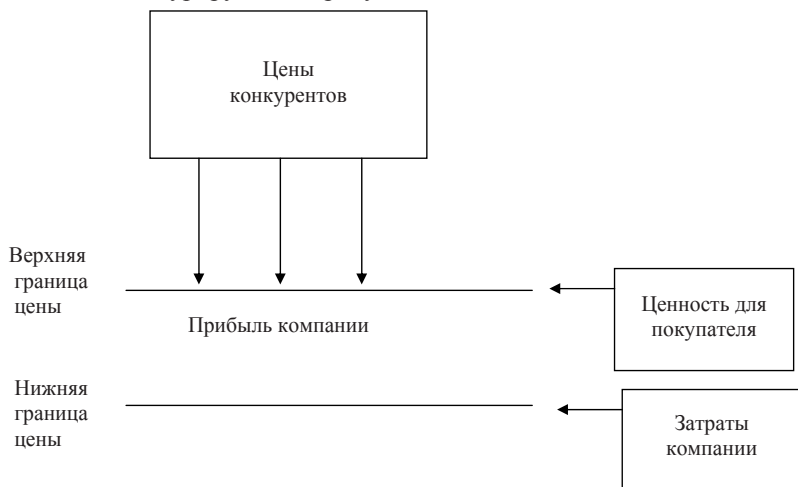 Цены
конкурентов
Верхняя
граница
цены
Ценность для
покупателя
Прибыль компании
Нижняя
граница
цены
Затраты
компании